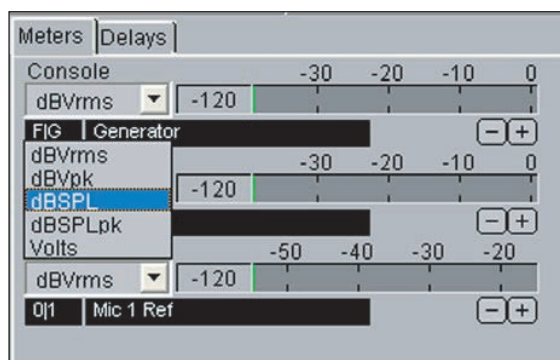 Meters Delays
Console -30 -20 -10 0
dBVrms -120
F|G Generator
dBVrms
-30 -20 -10 0
dBVpk
dBSPL -120
dBSPLpk
Volts -50 -40 -30 -20
dBVrms -120
0|1 Mic 1 Ref